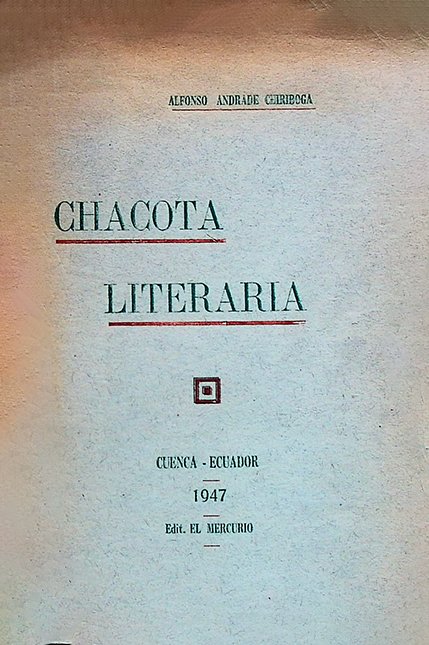 ALFONSO ANDRADE CHIRIBOGA
CHACOTA
LITERARIA
CUENCA - ECUADOR
1947
Edit. EL MERCURIO